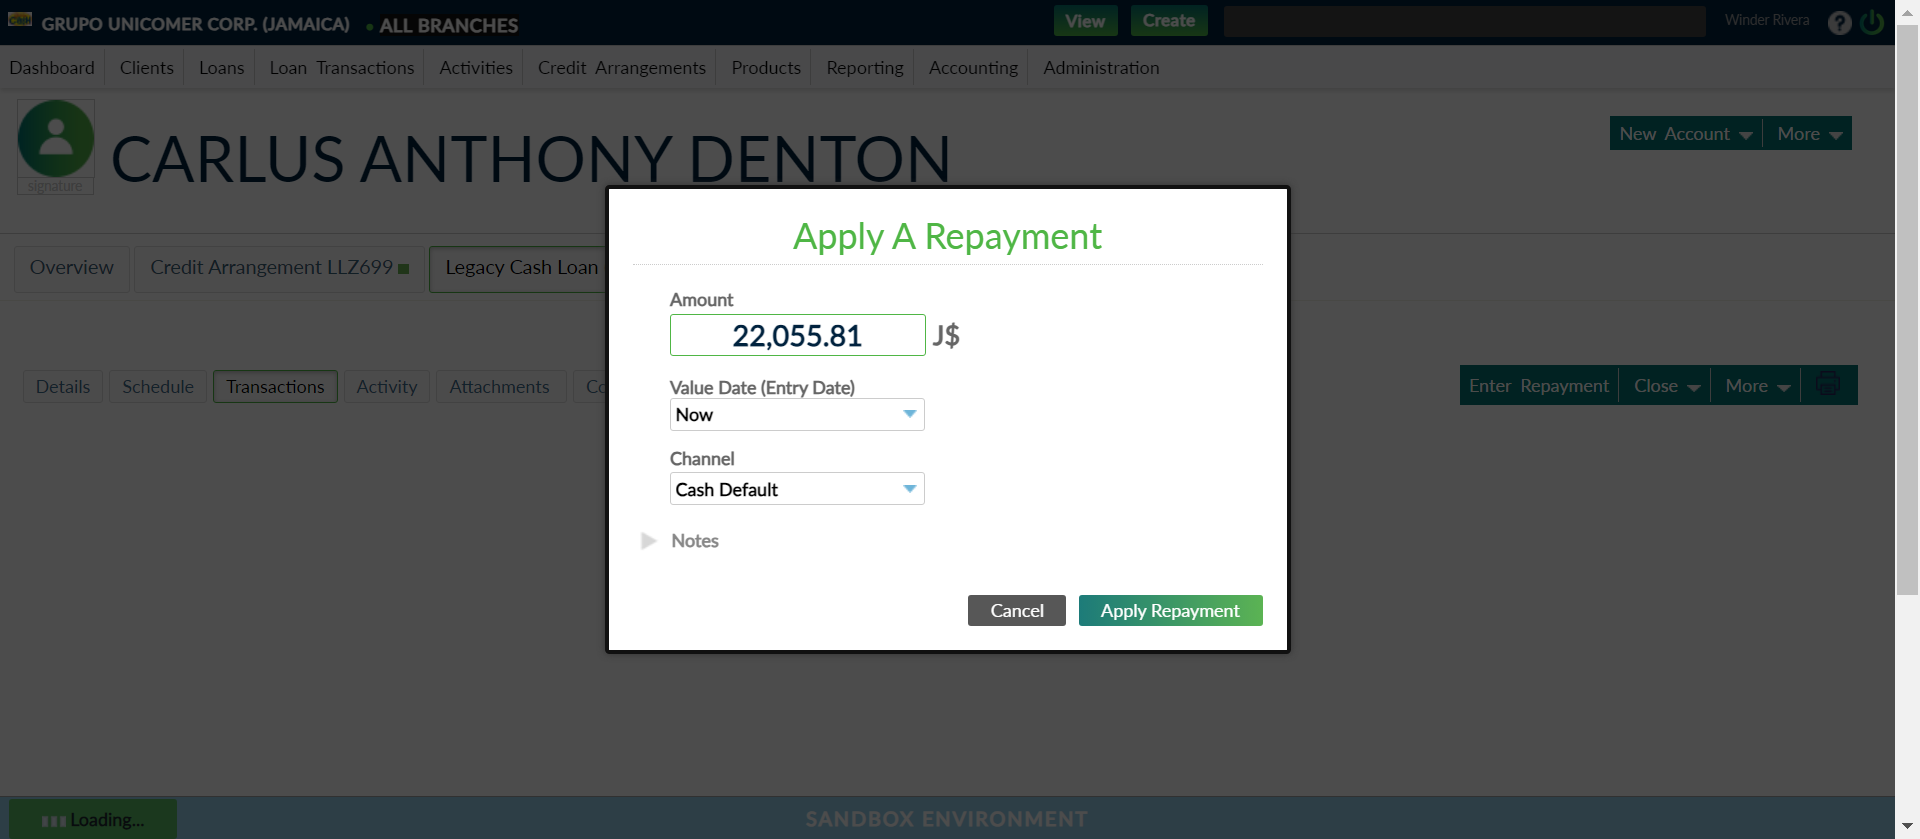 GRUPO UNICOMER CORP. (JAMAICA) ALL BRANCHES View Create Winder Rivera ?
Dashboard Clients Loans Loan Transactions Activities Credit Arrangements Products Reporting Accounting Administration
CARLUS ANTHONY DENTON
signature
New Account More
Overview Credit Arrangement LLZ699 Legacy Cash Loan
Details Schedule Transactions Activity Attachments Co
Enter Repayment Close More
Apply A Repayment
Amount
22,055.81 J$
Value Date (Entry Date)
Now
Channel
Cash Default
Notes
Cancel Apply Repayment
Loading...
SANDBOX ENVIRONMENT